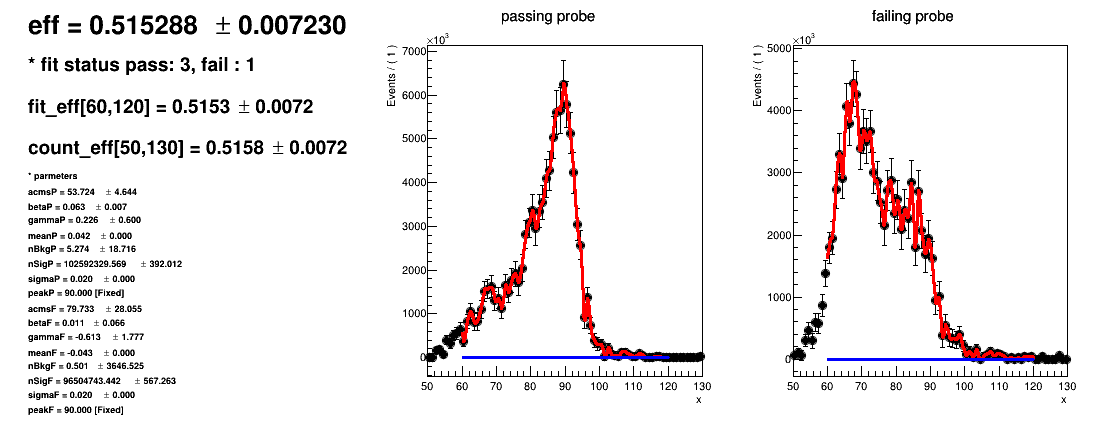 eff = 0.515288 ± 0.007230
* fit status pass: 3, fail : 1
fit_eff[60,120] = 0.5153 ± 0.0072
count_eff[50,130] = 0.5158 ± 0.0072
* parmeters
acmsP = 53.724 ± 4.644
betaP = 0.063 ± 0.007
gammaP = 0.226 ± 0.600
meanP = 0.042 ± 0.000
nBkgP = 5.274 ± 18.716
nSigP = 102592329.569 ± 392.012
sigmaP = 0.020 ± 0.000
peakP = 90.000 [Fixed]
acmsF = 79.733 ± 28.055
betaF = 0.011 ± 0.066
gammaF = -0.613 ± 1.777
meanF = -0.043 ± 0.000
nBkgF = 0.501 ± 3646.525
nSigF = 96504743.442 ± 567.263
sigmaF = 0.020 ± 0.000
peakF = 90.000 [Fixed]
passing probe
×10³
Events / ( 1 )
7000
6000
5000
4000
3000
2000
1000
0
50 60 70 80 90 100 110 120 130
x
failing probe
×10³
Events / ( 1 )
5000
4000
3000
2000
1000
0
50 60 70 80 90 100 110 120 130
x